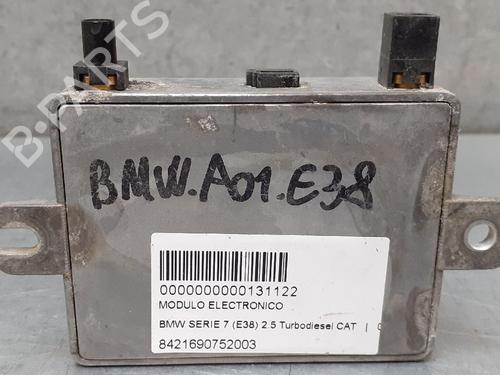 B-PARTS
BMW.A01.E38
0000000000131122
MODULO ELECTRONICO
BMW SERIE 7 (E38) 2.5 Turbodiesel CAT |
8421690752003